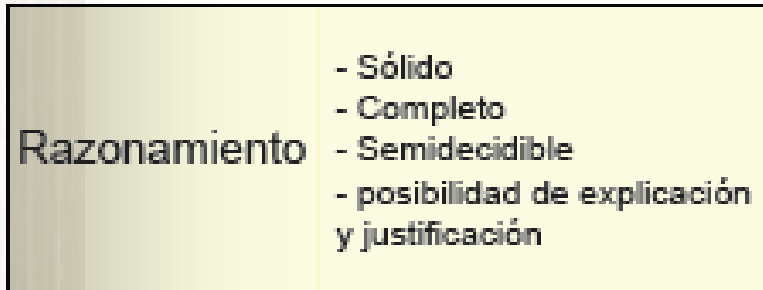 Razonamiento
- Sólido
- Completo
- Semidecidible
- posibilidad de explicación
y justificación